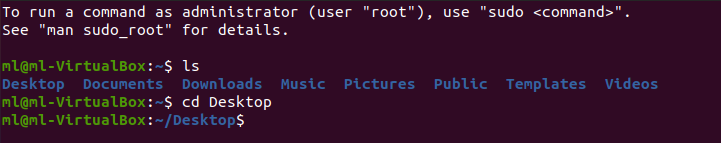 To run a command as administrator (user "root"), use "sudo <command>".
See "man sudo_root" for details.
ml@ml-VirtualBox:~$ ls
Desktop Documents Downloads Music Pictures Public Templates Videos
ml@ml-VirtualBox:~$ cd Desktop
ml@ml-VirtualBox:~/Desktop$